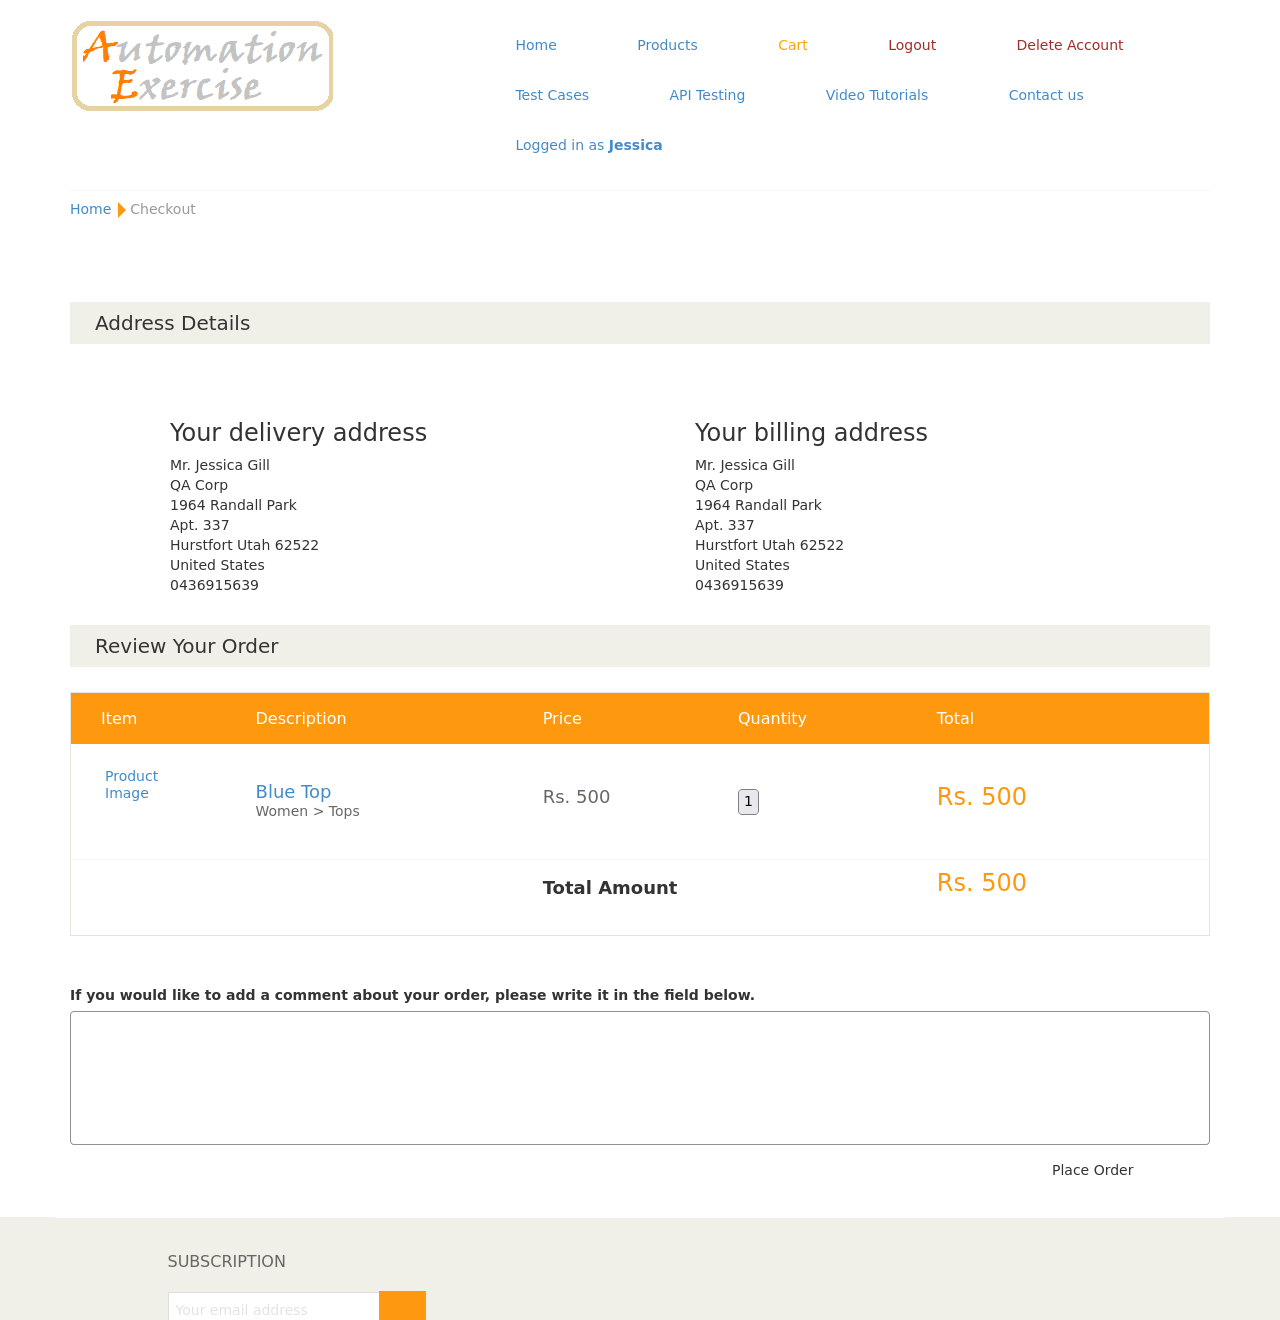 Automation
Exercise
Home Products Cart Logout Delete Account
Test Cases API Testing Video Tutorials Contact us
Logged in as Jessica
Home Checkout
Address Details
Your delivery address
Mr. Jessica Gill
QA Corp
1964 Randall Park
Apt. 337
Hurstfort Utah 62522
United States
0436915639
Your billing address
Mr. Jessica Gill
QA Corp
1964 Randall Park
Apt. 337
Hurstfort Utah 62522
United States
0436915639
Review Your Order
Item Description Price Quantity Total
Product
Image
Blue Top
Women > Tops
Rs. 500
1
Rs. 500
Total Amount Rs. 500
If you would like to add a comment about your order, please write it in the field below.
Place Order
SUBSCRIPTION
Your email address